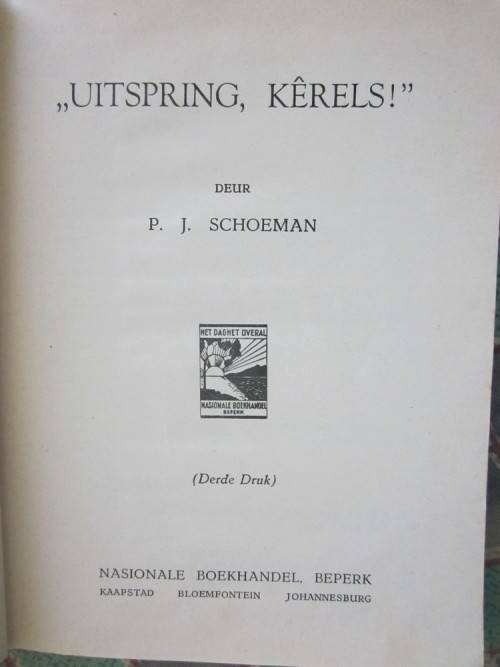 „UITSPRING, KÊRELS!”
DEUR
P. J. SCHOEMAN
HET DAGHET OVERAL
NASIONALE BOEKHANDEL
BEPERK
(Derde Druk)
NASIONALE BOEKHANDEL, BEPERK
KAAPSTAD BLOEMFONTEIN JOHANNESBURG